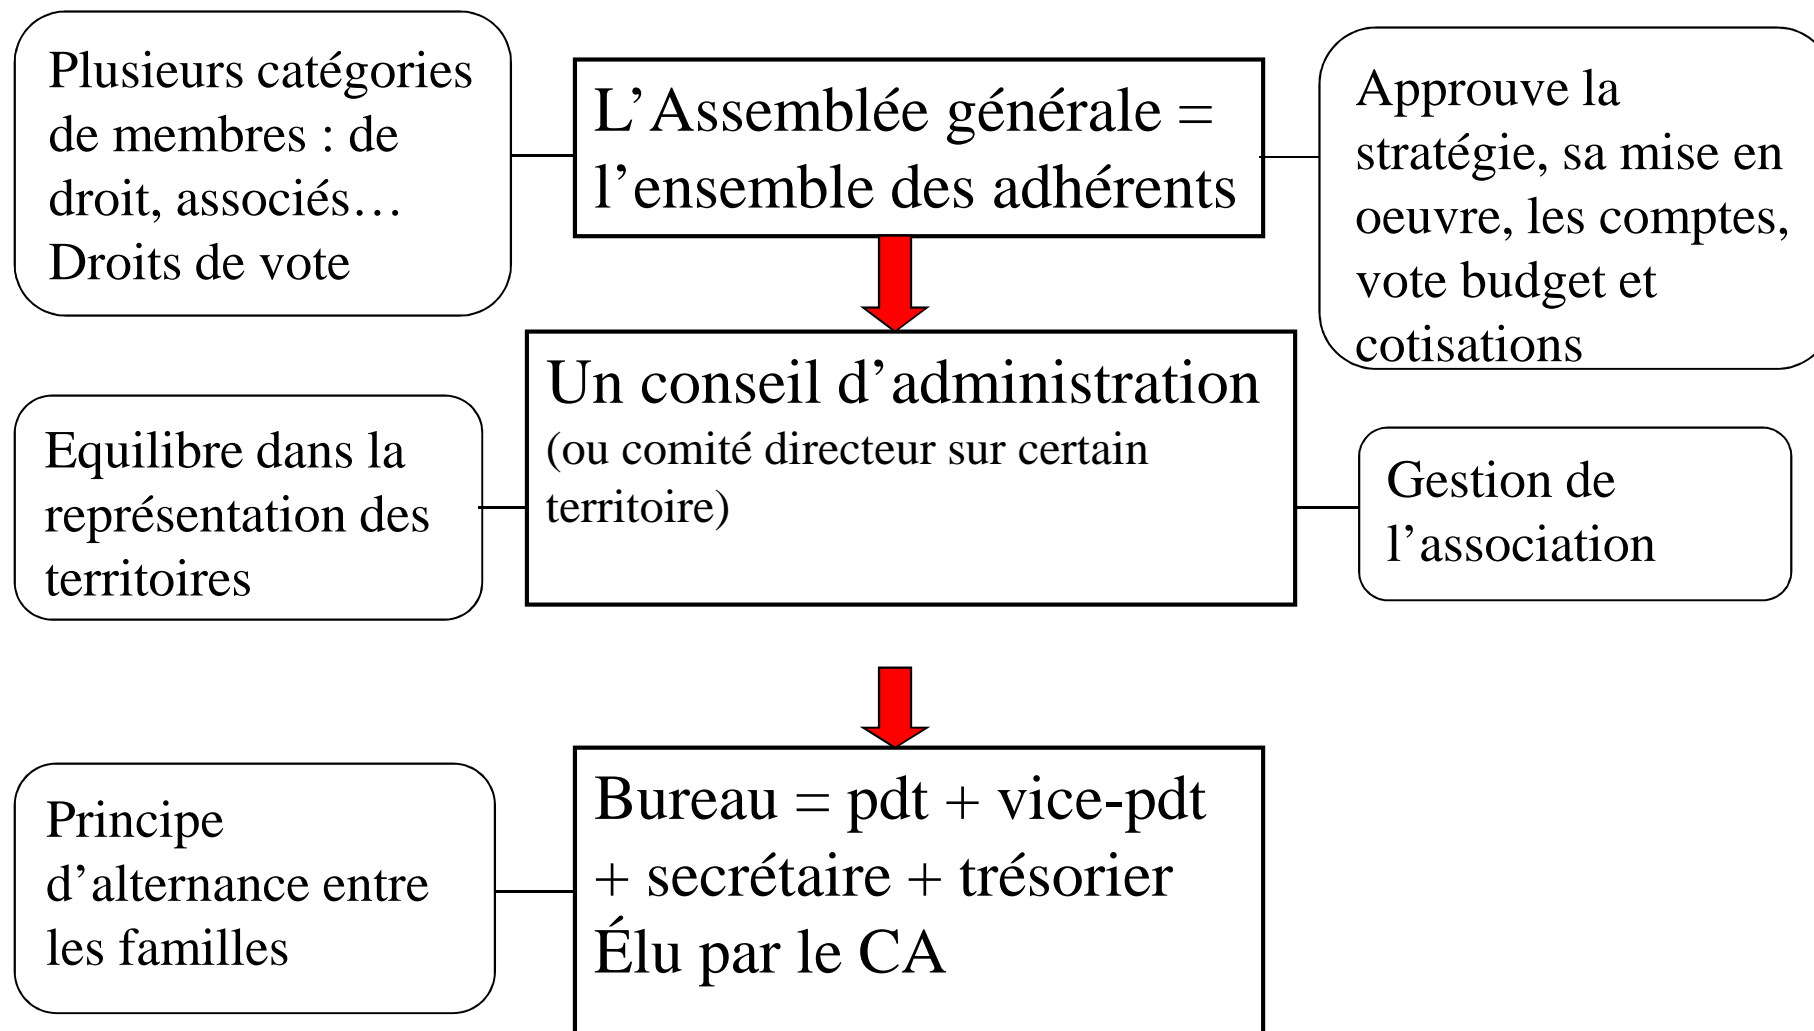 Plusieurs catégories
de membres : de
droit, associés…
Droits de vote
L’Assemblée générale =
l’ensemble des adhérents
Approuve la
stratégie, sa mise en
oeuvre, les comptes,
vote budget et
cotisations
Equilibre dans la
représentation des
territoires
Un conseil d’administration
(ou comité directeur sur certain
territoire)
Gestion de
l’association
Principe
d’alternance entre
les familles
Bureau = pdt + vice-pdt
+ secrétaire + trésorier
Élu par le CA